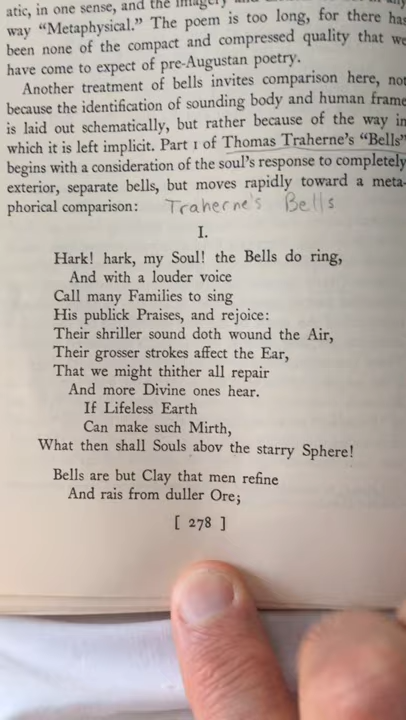 atic, in one sense, and the imagery
way “Metaphysical.” The poem is too long, for there has
been none of the compact and compressed quality that we
have come to expect of pre-Augustan poetry.
Another treatment of bells invites comparison here, not
because the identification of sounding body and human frame
is laid out schematically, but rather because of the way in
which it is left implicit. Part 1 of Thomas Traherne’s “Bells”
begins with a consideration of the soul’s response to completely
exterior, separate bells, but moves rapidly toward a meta-
phorical comparison: Traherne's Bells
I.
Hark! hark, my Soul! the Bells do ring,
And with a louder voice
Call many Families to sing
His publick Praises, and rejoice:
Their shriller sound doth wound the Air,
Their grosser strokes affect the Ear,
That we might thither all repair
And more Divine ones hear.
If Lifeless Earth
Can make such Mirth,
What then shall Souls abov the starry Sphere!
Bells are but Clay that men refine
And rais from duller Ore;
[ 278 ]